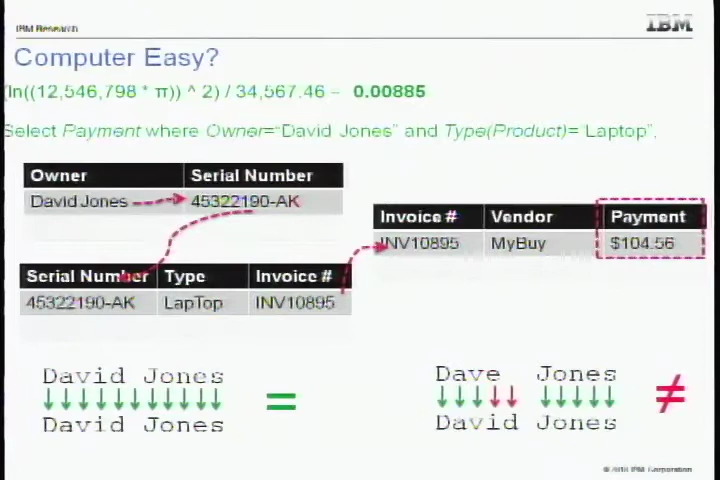 IBM Research
IBM
Computer Easy?
(ln((12,546,798 * π)) ^ 2) / 34,567.46 = 0.00885
Select Payment where Owner="David Jones" and Type(Product)="Laptop",
Owner Serial Number
David Jones 45322190-AK
Invoice # Vendor Payment
INV10895 MyBuy $104.56
Serial Number Type Invoice #
45322190-AK LapTop INV10895
David Jones
=
David Jones
Dave Jones
≠
David Jones
IBM Corporation